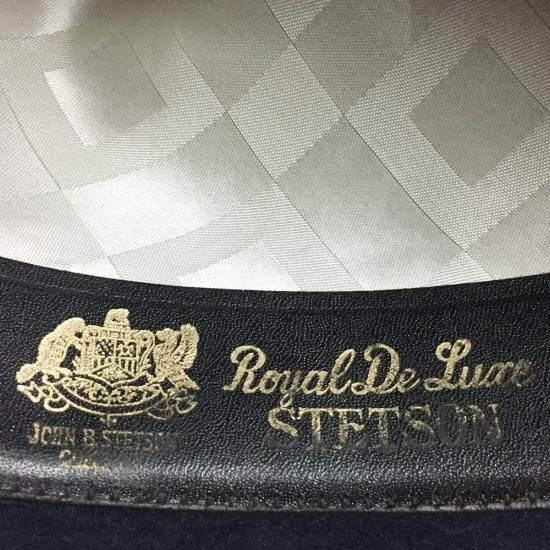 JOHN B. STETSON
Royal De Luxe
STETSON